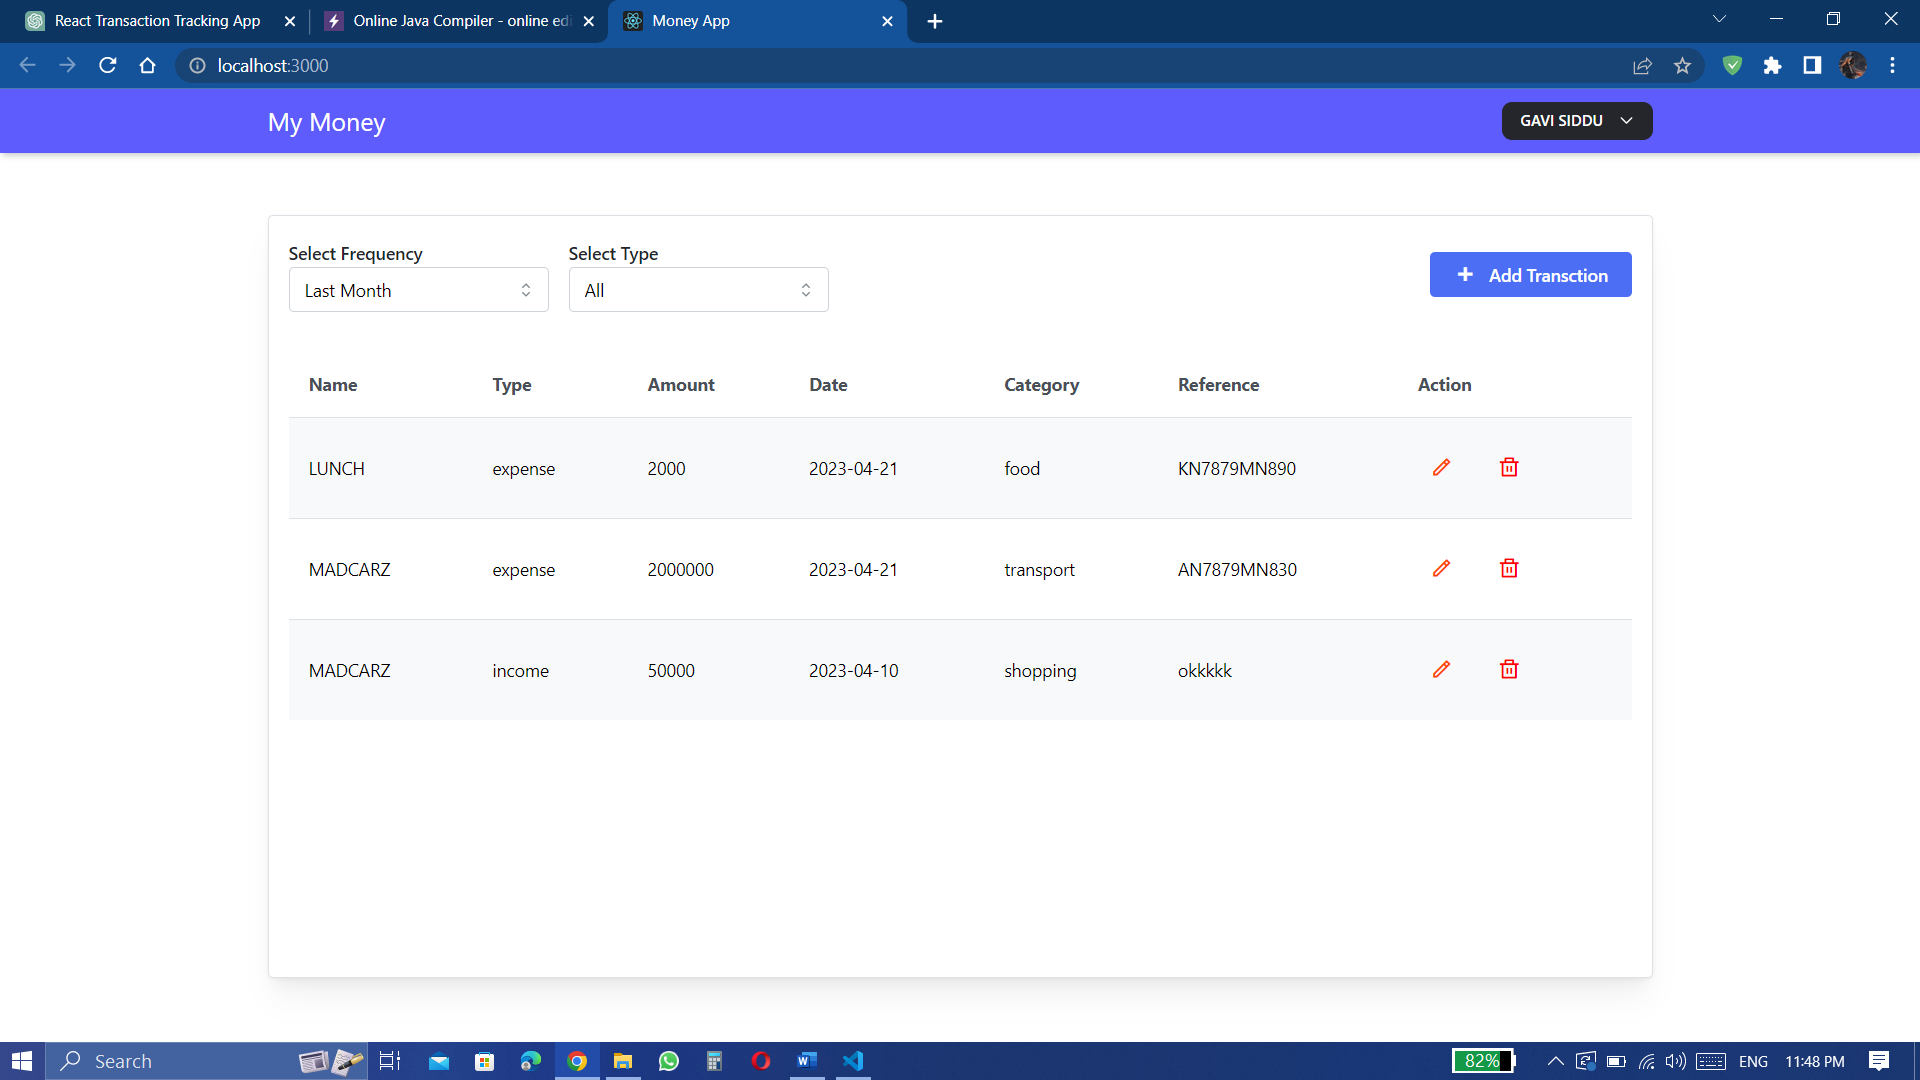 React Transaction Tracking App
Online Java Compiler - online edi
Money App
localhost:3000
My Money
GAVI SIDDU
Select Frequency
Select Type
Last Month
All
+ Add Transction
Name Type Amount Date Category Reference Action
LUNCH expense 2000 2023-04-21 food KN7879MN890
MADCARZ expense 2000000 2023-04-21 transport AN7879MN830
MADCARZ income 50000 2023-04-10 shopping okkkkk
Search
82%
ENG
11:48 PM